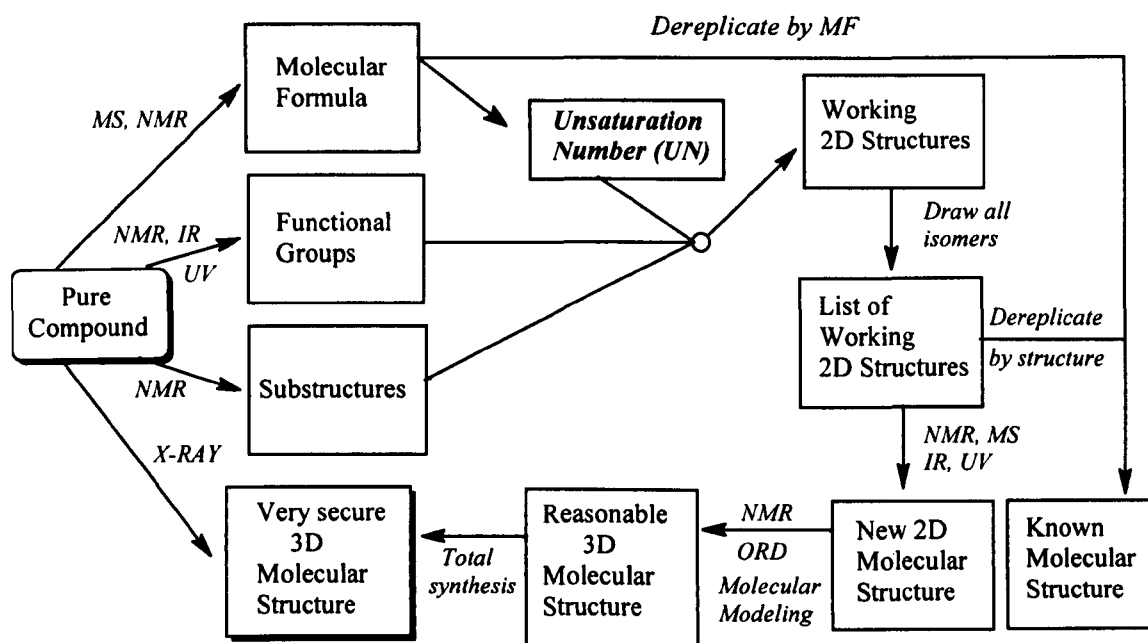 Dereplicate by MF
Molecular
Formula
MS, NMR
Unsaturation
Number (UN)
Working
2D Structures
NMR, IR
UV
Functional
Groups
Draw all
isomers
Pure
Compound
List of
Working
2D Structures
Dereplicate
by structure
NMR
Substructures
X-RAY
NMR, MS
IR, UV
Very secure
3D
Molecular
Structure
Total
synthesis
Reasonable
3D
Molecular
Structure
NMR
ORD
Molecular
Modeling
New 2D
Molecular
Structure
Known
Molecular
Structure